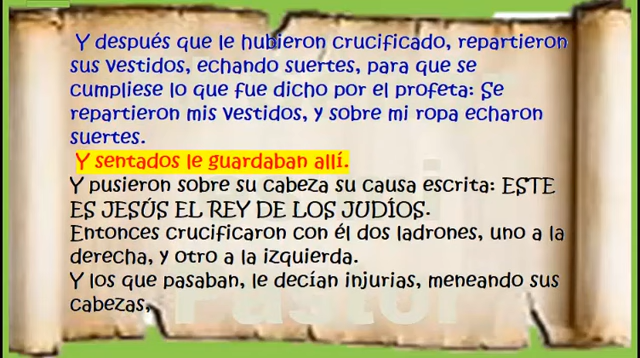 Y después que le hubieron crucificado, repartieron
sus vestidos, echando suertes, para que se
cumpliese lo que fue dicho por el profeta: Se
repartieron mis vestidos, y sobre mi ropa echaron
suertes.
Y sentados le guardaban allí.
Y pusieron sobre su cabeza su causa escrita: ESTE
ES JESÚS EL REY DE LOS JUDÍOS.
Entonces crucificaron con él dos ladrones, uno a la
derecha, y otro a la izquierda.
Y los que pasaban, le decían injurias, meneando sus
cabezas,
Pastor